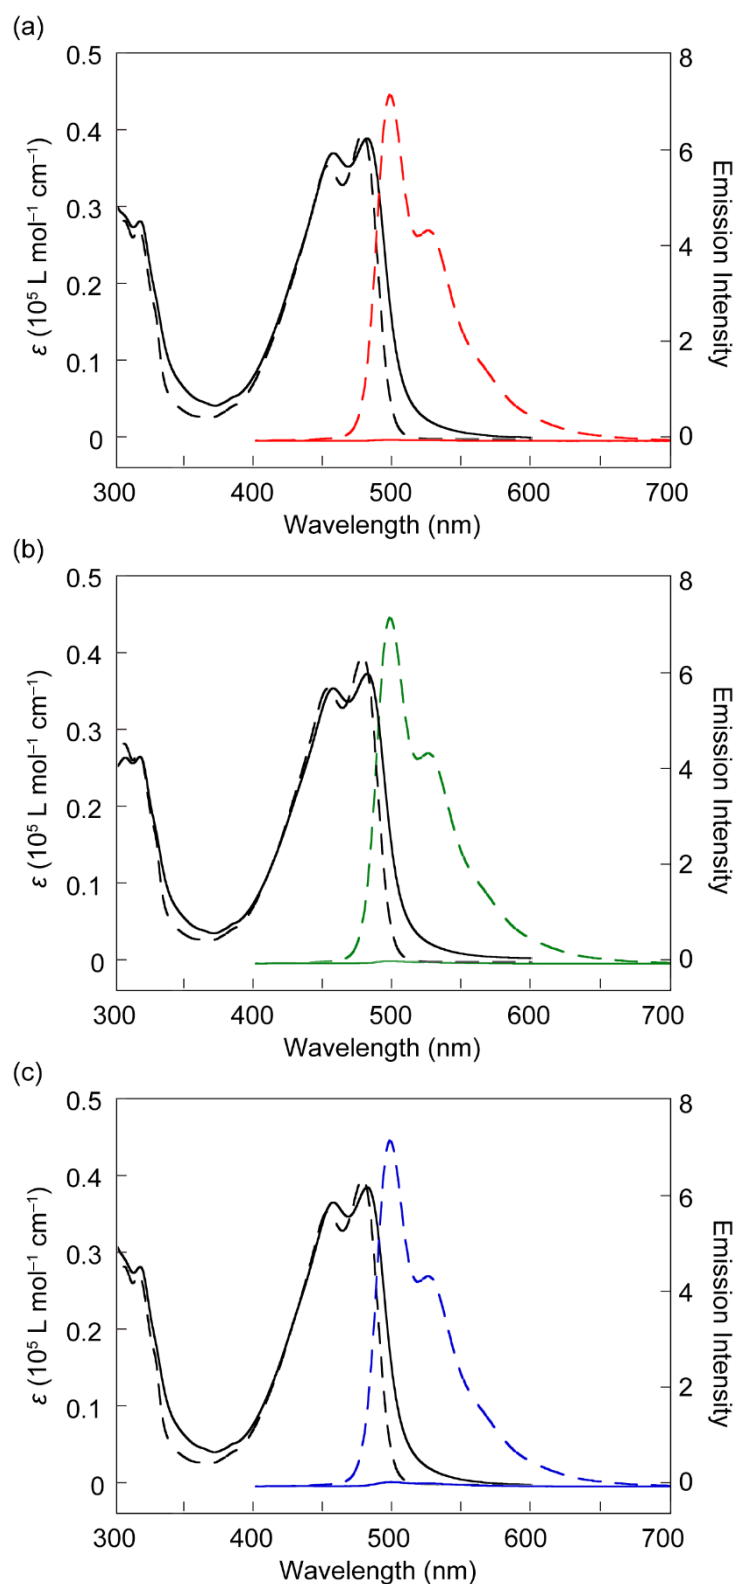 (a)
0.5
0.4
0.3
0.2
0.1
0
ε (10⁵ L mol⁻¹ cm⁻¹)
8
6
4
2
0
Emission Intensity
300 400 500 600 700
Wavelength (nm)
(b)
0.5
0.4
0.3
0.2
0.1
0
ε (10⁵ L mol⁻¹ cm⁻¹)
8
6
4
2
0
Emission Intensity
300 400 500 600 700
Wavelength (nm)
(c)
0.5
0.4
0.3
0.2
0.1
0
ε (10⁵ L mol⁻¹ cm⁻¹)
8
6
4
2
0
Emission Intensity
300 400 500 600 700
Wavelength (nm)